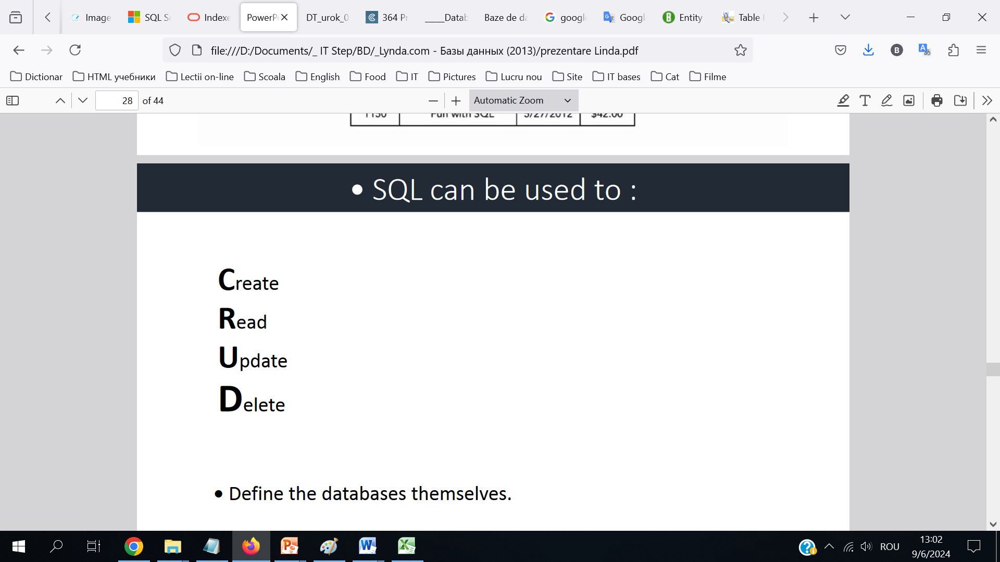 Image
SQL S
Indexe
PowerP
DT_urok_0
364 P
____Datab
Baze de d
googl
Googl
Entity
Table
file:///D:/Documents/_ IT Step/BD/_Lynda.com - Базы данных (2013)/prezentare Linda.pdf
Dictionar HTML учебники Lectii on-line Scoala English Food IT Pictures Lucru nou Site IT bases Cat Filme
28 of 44
Automatic Zoom
1150 Fun with SQL 5/27/2012 $42.00
• SQL can be used to :
Create
Read
Update
Delete
• Define the databases themselves.
ROU
13:02
9/6/2024